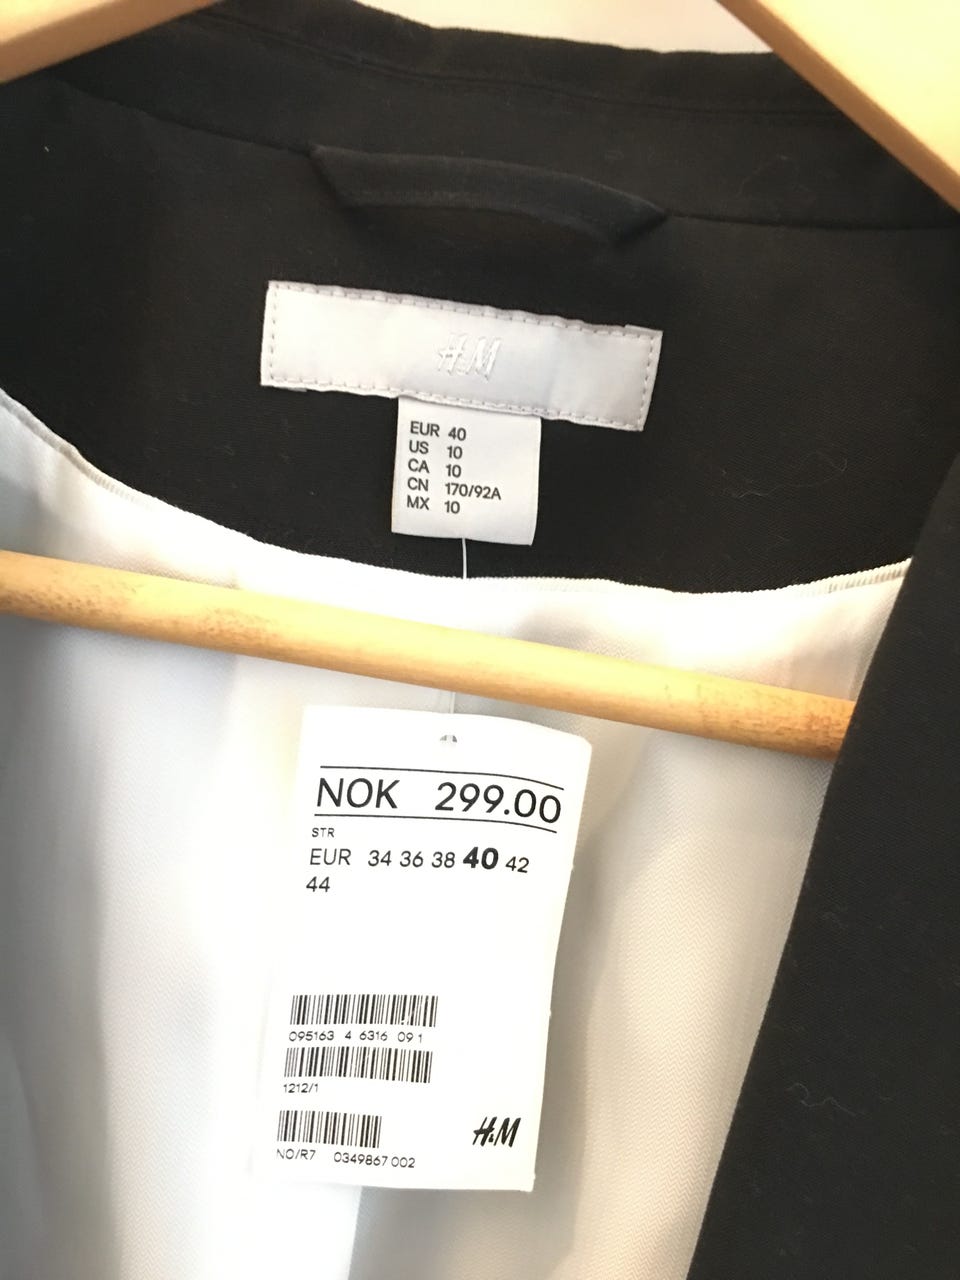 H&M
EUR 40
US 10
CA 10
CN 170/92A
MX 10
NOK 299.00
STR
EUR 34 36 38 40 42
44
095163 4 6316 09 1
1212/1
H&M
NO/R7 0349867 002